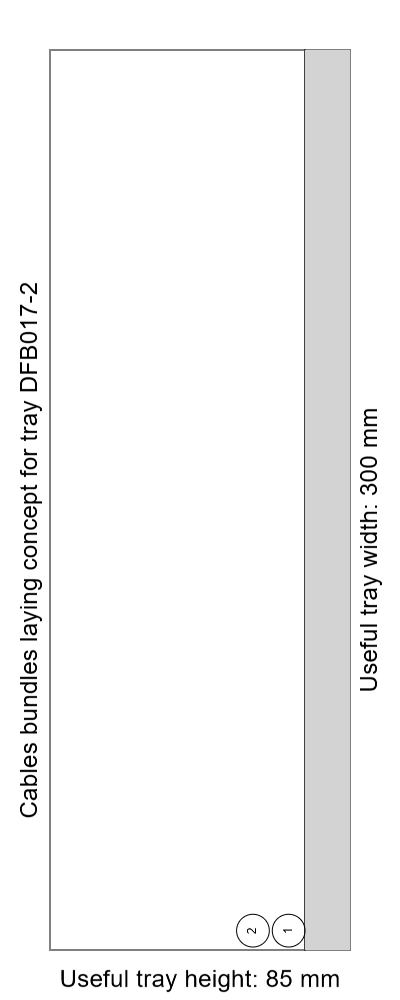 Cables bundles laying concept for tray DFB017-2
Useful tray width: 300 mm
2
1
Useful tray height: 85 mm